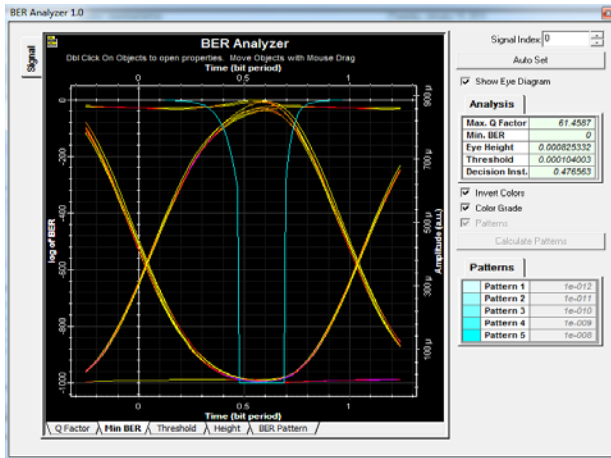 BER Analyzer 1.0
Signal
BER Analyzer
Dbl Click On Objects to open properties. Move Objects with Mouse Drag
Time (bit period)
0 0.5 1
0
-200
-400
-600
-800
-1000
log of BER
Amplitude (a.u.)
0 0.5 1
Time (bit period)
Q Factor Min BER Threshold Height BER Pattern
Signal Index: 0
Auto Set
Show Eye Diagram
Analysis
Max. Q Factor 61.4587
Min. BER 0
Eye Height 0.000825332
Threshold 0.000104003
Decision Inst. 0.476563
Invert Colors
Color Grade
Patterns
Calculate Patterns
Patterns
Pattern 1 1e-012
Pattern 2 1e-011
Pattern 3 1e-010
Pattern 4 1e-009
Pattern 5 1e-008